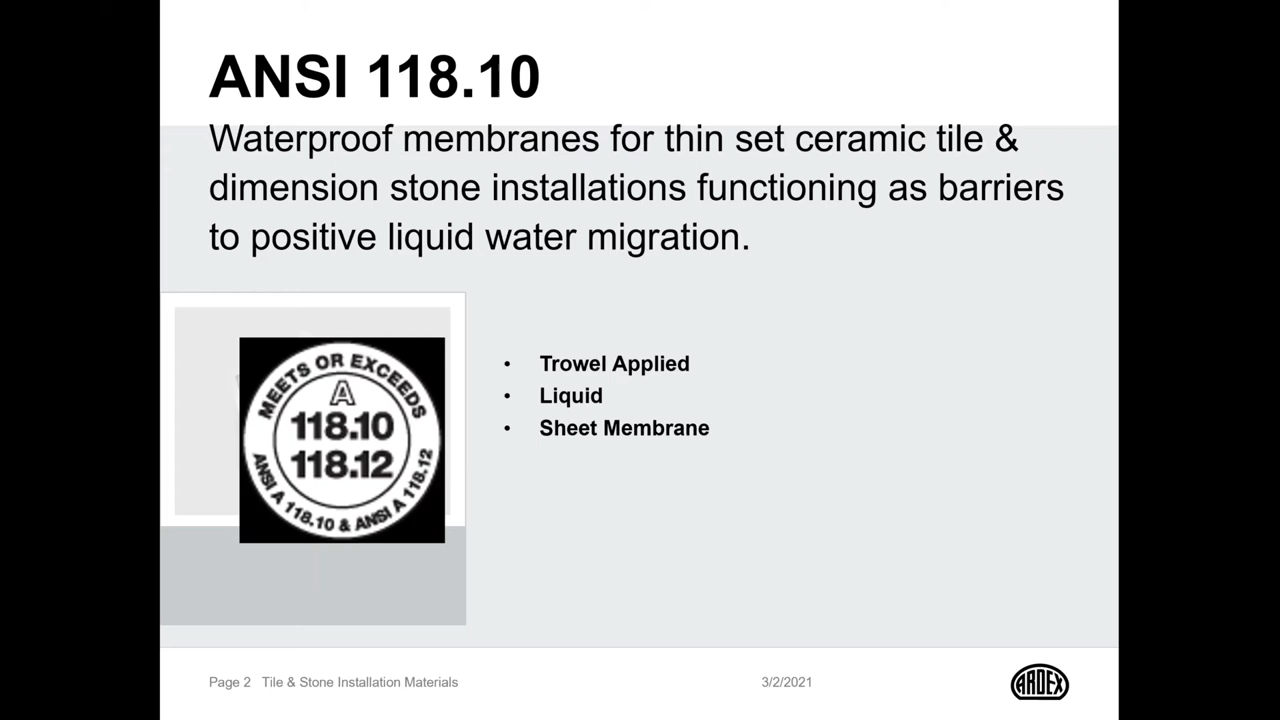 ANSI 118.10
Waterproof membranes for thin set ceramic tile &
dimension stone installations functioning as barriers
to positive liquid water migration.
MEETS OR EXCEEDS
A
118.10
118.12
ANSI A 118.10 & ANSI A 118.12
• Trowel Applied
• Liquid
• Sheet Membrane
Page 2 Tile & Stone Installation Materials
3/2/2021
ARDEX